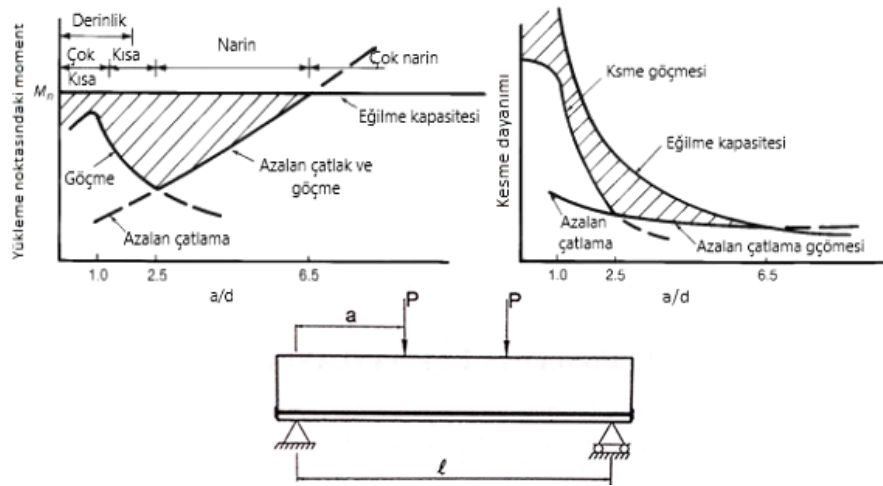 Derinlik
Çok
Kısa
Kısa
Narin
Çok narin
Mn
Eğilme kapasitesi
Göçme
Azalan çatlak ve
göçme
Azalan çatlama
Yükleme noktasındaki moment
1.0
2.5
6.5
a/d
Ksme göçmesi
Eğilme kapasitesi
Kesme dayanımı
Azalan
çatlama
Azalan çatlama gçömesi
1.0
2.5
6.5
a/d
a
P
P
ℓ